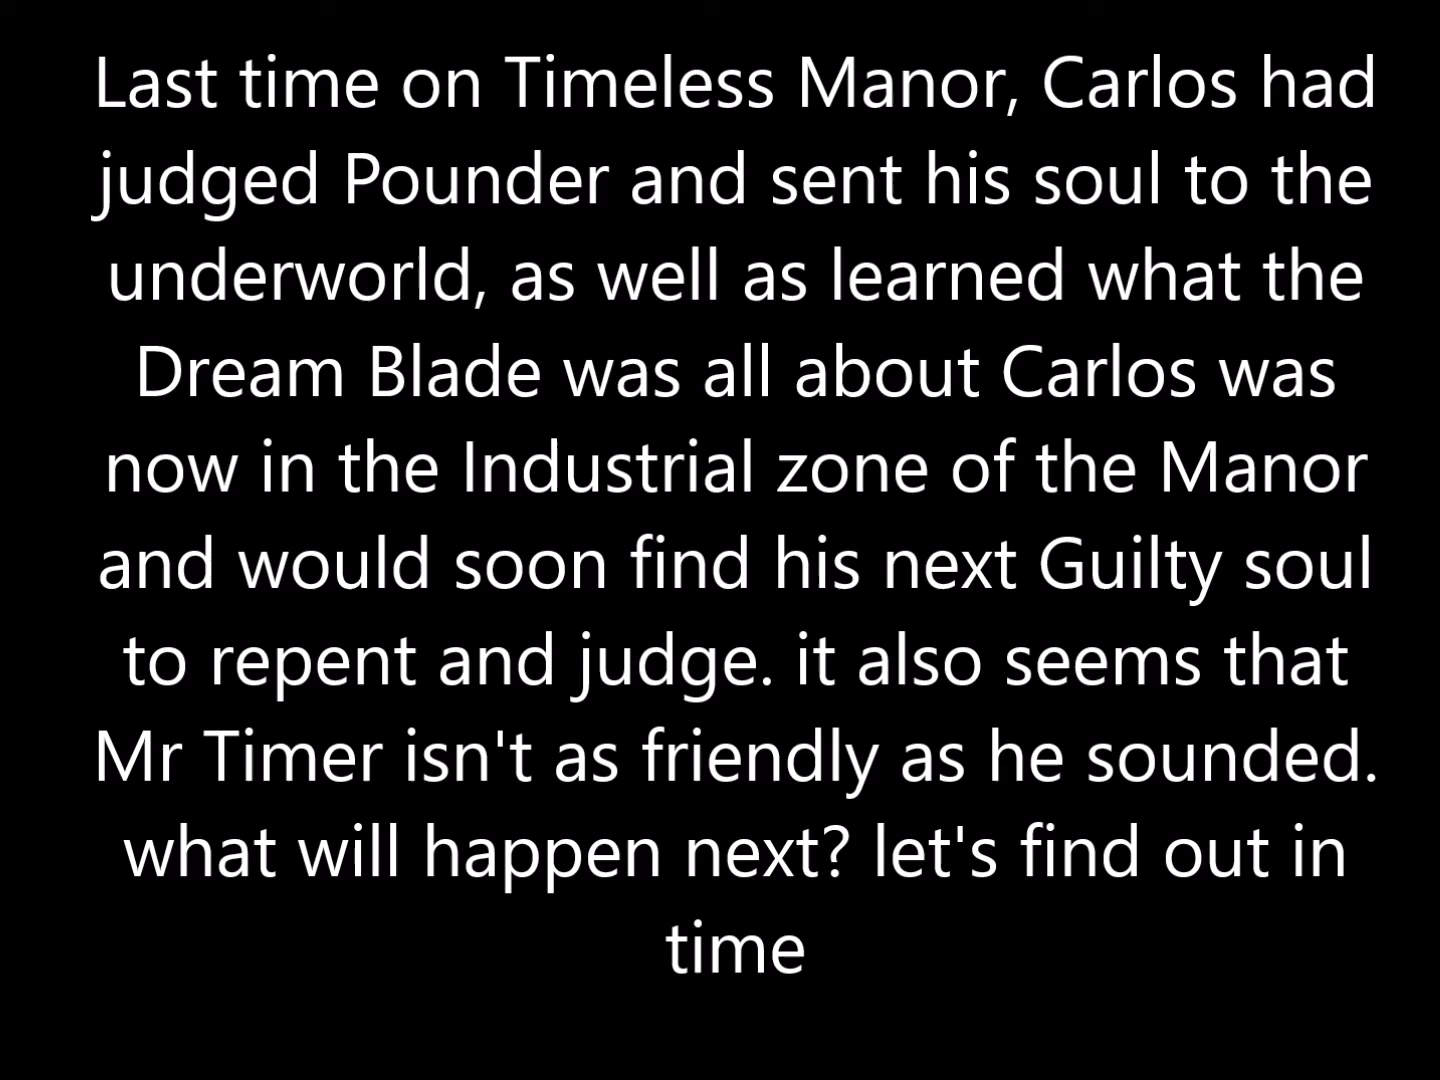 Last time on Timeless Manor, Carlos had
judged Pounder and sent his soul to the
underworld, as well as learned what the
Dream Blade was all about Carlos was
now in the Industrial zone of the Manor
and would soon find his next Guilty soul
to repent and judge. it also seems that
Mr Timer isn't as friendly as he sounded.
what will happen next? let's find out in
time